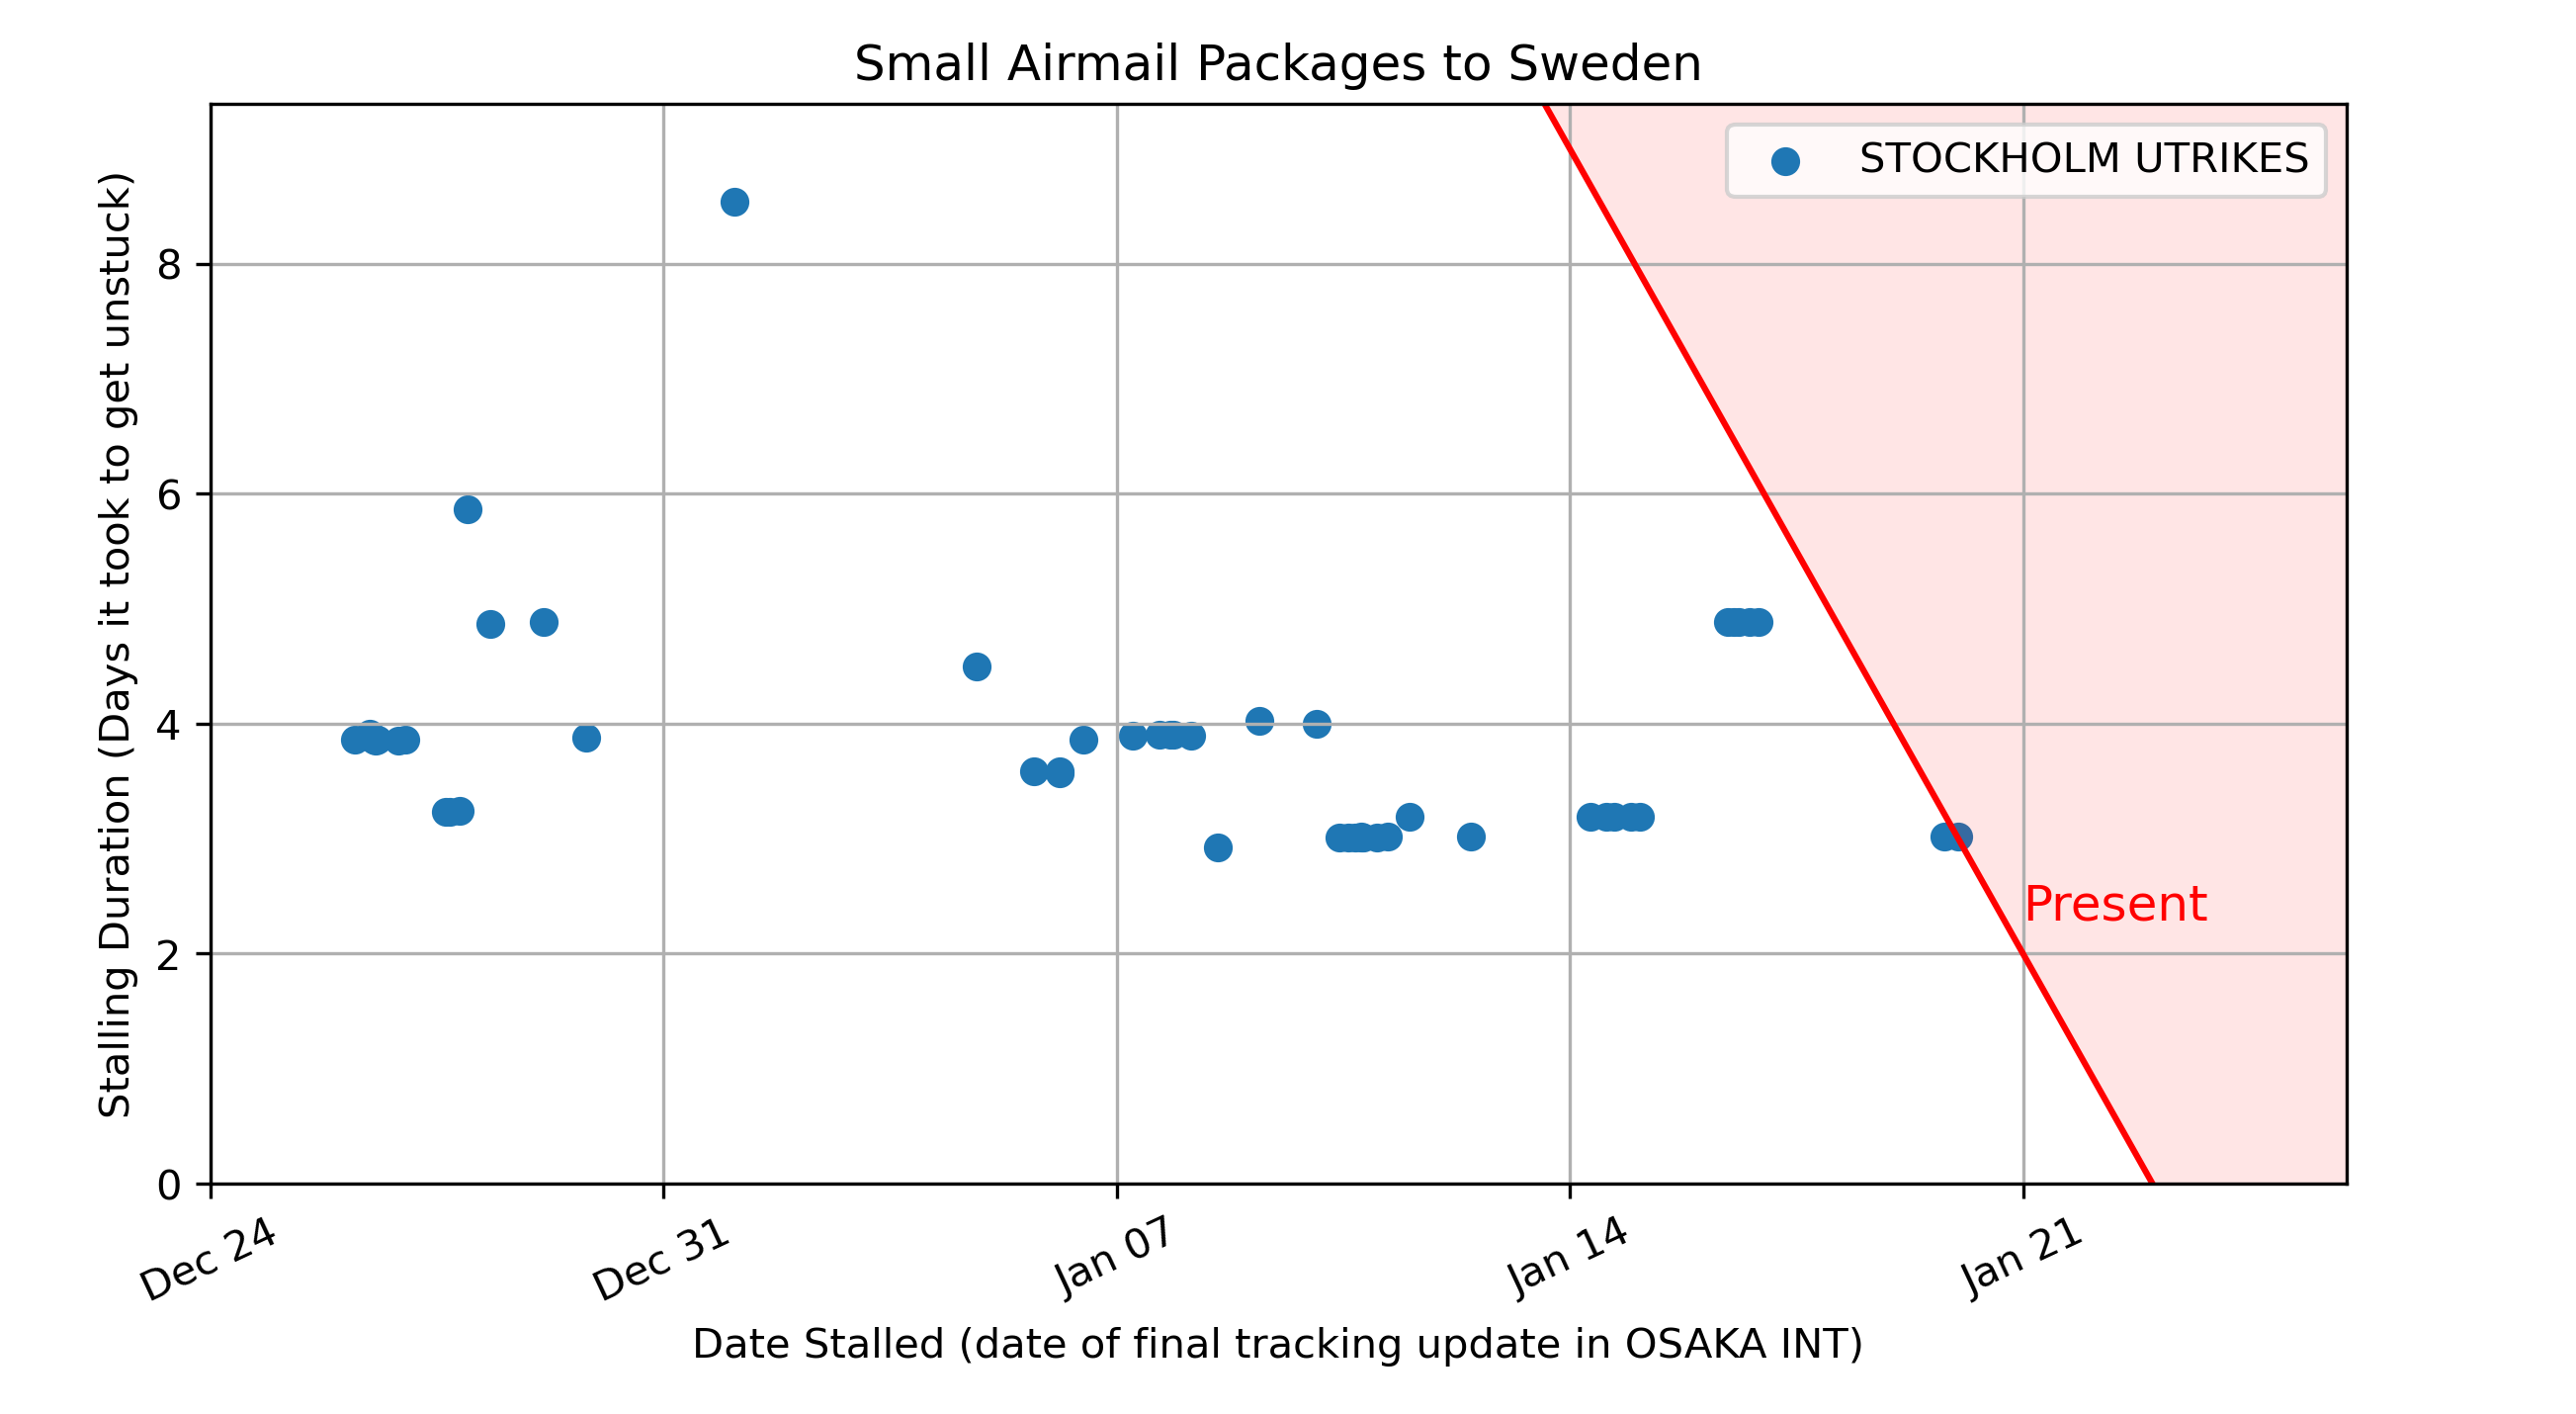 Small Airmail Packages to Sweden
STOCKHOLM UTRIKES
Stalling Duration (Days it took to get unstuck)
8
6
4
2
0
Present
Dec 24
Dec 31
Jan 07
Jan 14
Jan 21
Date Stalled (date of final tracking update in OSAKA INT)